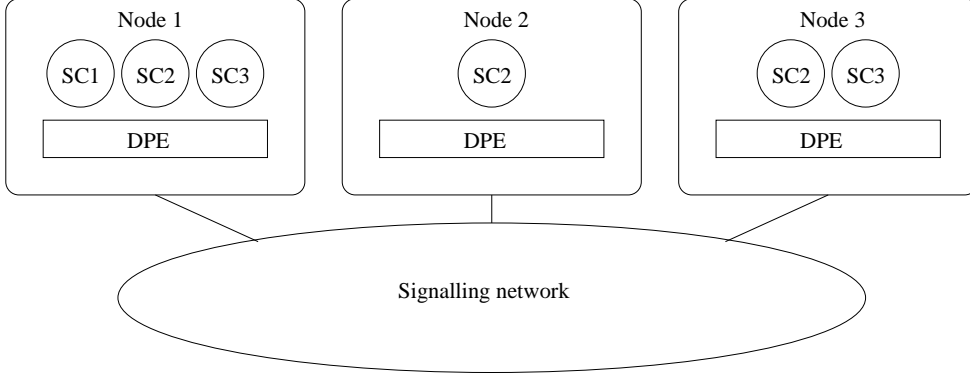 Node 1
SC1 SC2 SC3
DPE
Node 2
SC2
DPE
Node 3
SC2 SC3
DPE
Signalling network